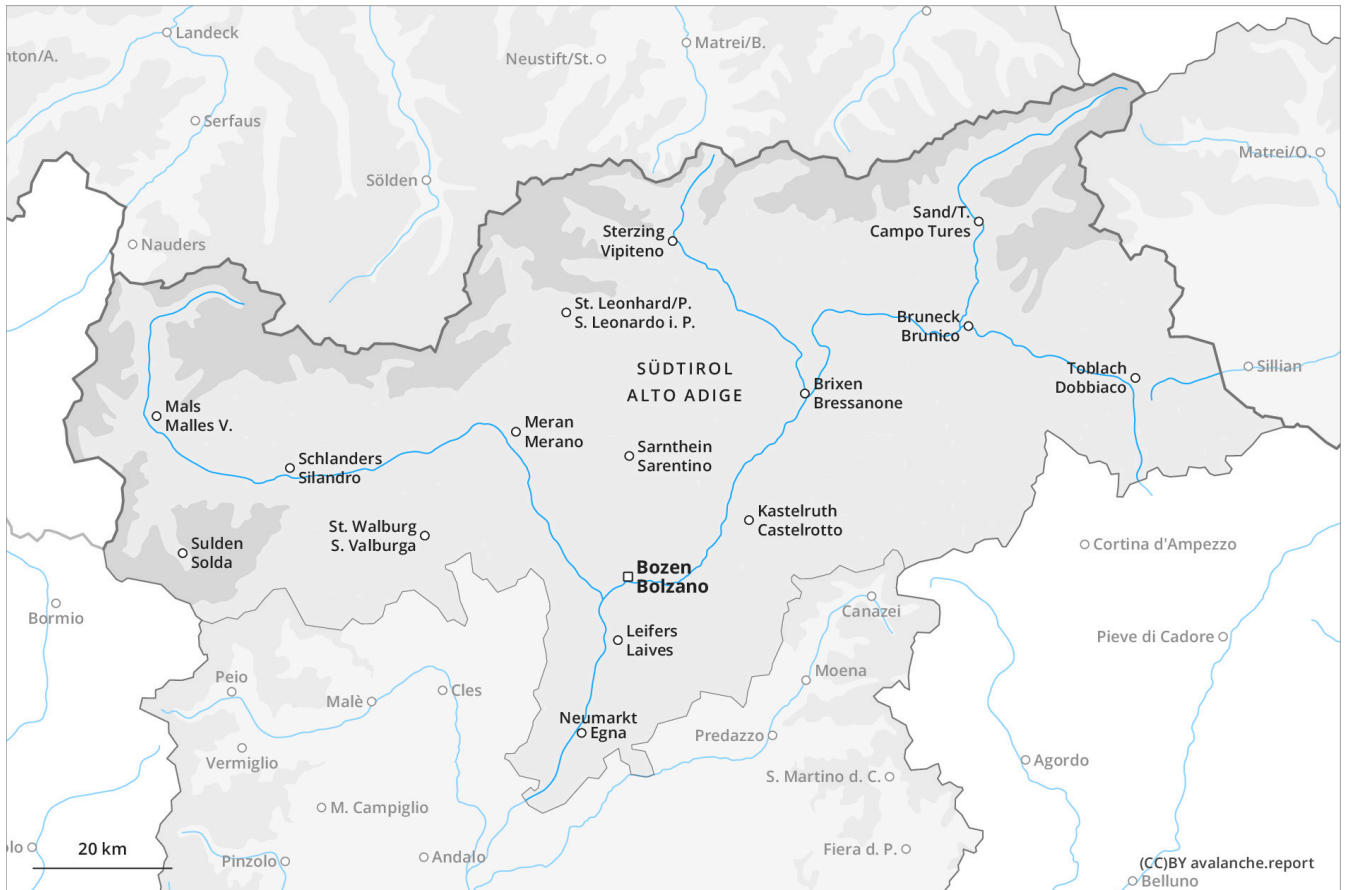 Landeck
nton/A.
Neustift/St.
Matrei/B.
Serfaus
Sölden
Matrei/O.
Nauders
Sand/T.
Campo Tures
Sterzing
Vipiteno
St. Leonhard/P.
S. Leonardo i. P.
Bruneck
Brunico
SÜDTIROL
ALTO ADIGE
Toblach
Dobbiaco
Sillian
Brixen
Bressanone
Mals
Malles V.
Meran
Merano
Schlanders
Silandro
Sarnthein
Sarentino
Kastelruth
Castelrotto
St. Walburg
S. Valburga
Sulden
Solda
Cortina d'Ampezzo
Bozen
Bolzano
Bormio
Canazei
Leifers
Laives
Pieve di Cadore
Peio
Malè
Cles
Moena
Neumarkt
Egna
Predazzo
Vermiglio
Agordo
S. Martino d. C.
M. Campiglio
olo
20 km
Pinzolo
Andalo
Fiera d. P.
(CC)BY avalanche.report
Belluno